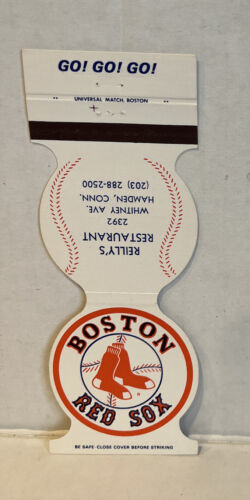 GO! GO! GO!
UNIVERSAL MATCH, BOSTON
REILLY'S
RESTAURANT
2392
WHITNEY AVE.
HAMDEN, CONN.
(203) 288-2500
BOSTON
RED SOX
®
BE SAFE-CLOSE COVER BEFORE STRIKING